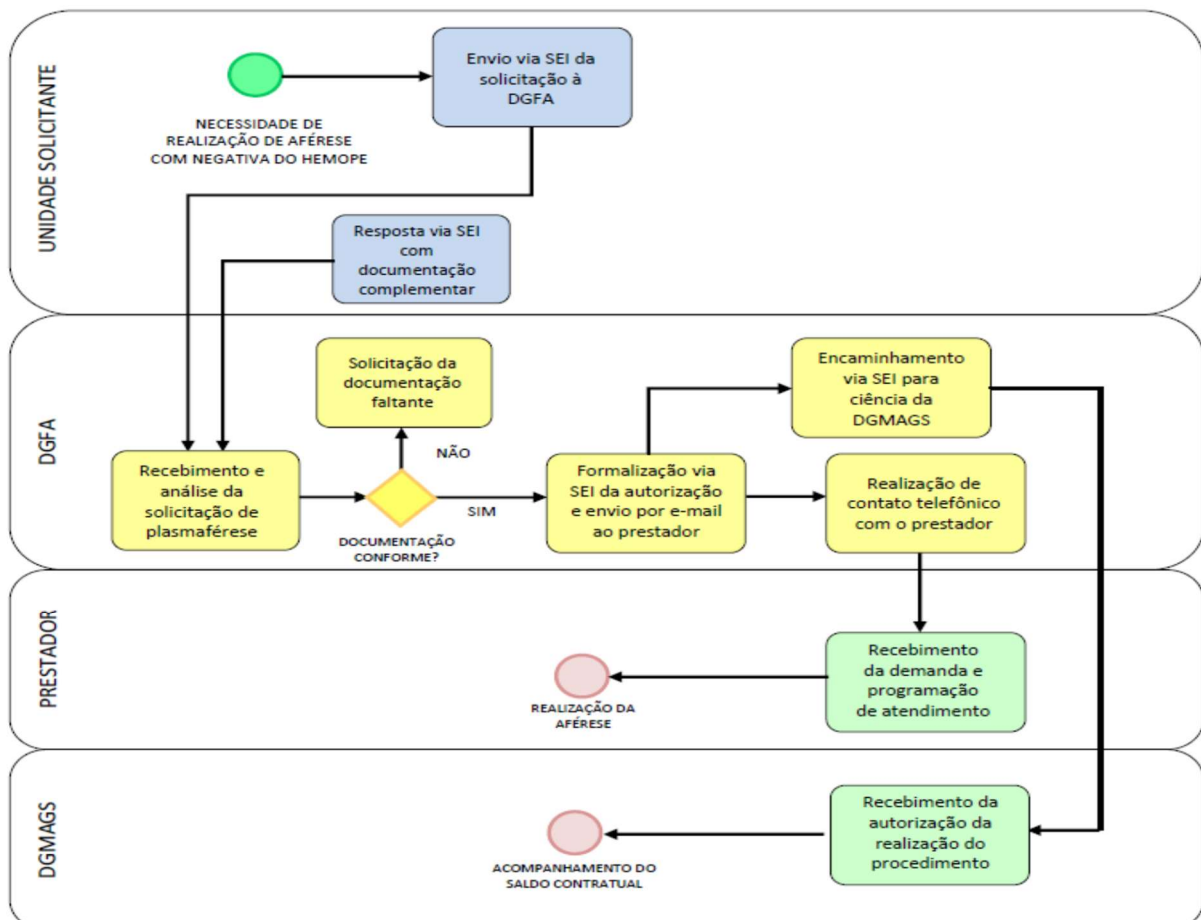 UNIDADE SOLICITANTE
Envio via SEI da
solicitação à
DGFA
NECESSIDADE DE
REALIZAÇÃO DE AFÉRESE
COM NEGATIVA DO HEMOPE
Resposta via SEI
com
documentação
complementar
DGFA
Solicitação da
documentação
faltante
Encaminhamento
via SEI para
ciência da
DGMAGS
NÃO
Recebimento e
análise da
solicitação de
plasmaférese
SIM
DOCUMENTAÇÃO
CONFORME?
Formalização via
SEI da autorização
e envio por e-mail
ao prestador
Realização de
contato telefônico
com o prestador
PRESTADOR
Recebimento
da demanda e
programação
de atendimento
REALIZAÇÃO DA
AFÉRESE
DGMAGS
Recebimento da
autorização da
realização do
procedimento
ACOMPANHAMENTO DO
SALDO CONTRATUAL